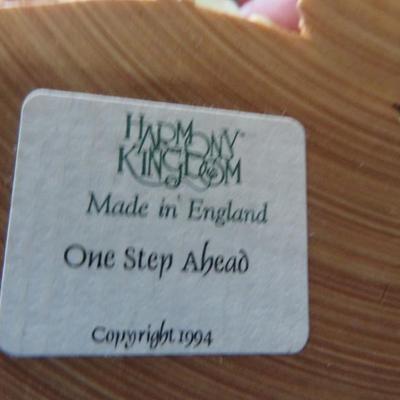 HARMONY
KINGDOM
Made in England
One Step Ahead
Copyright 1994